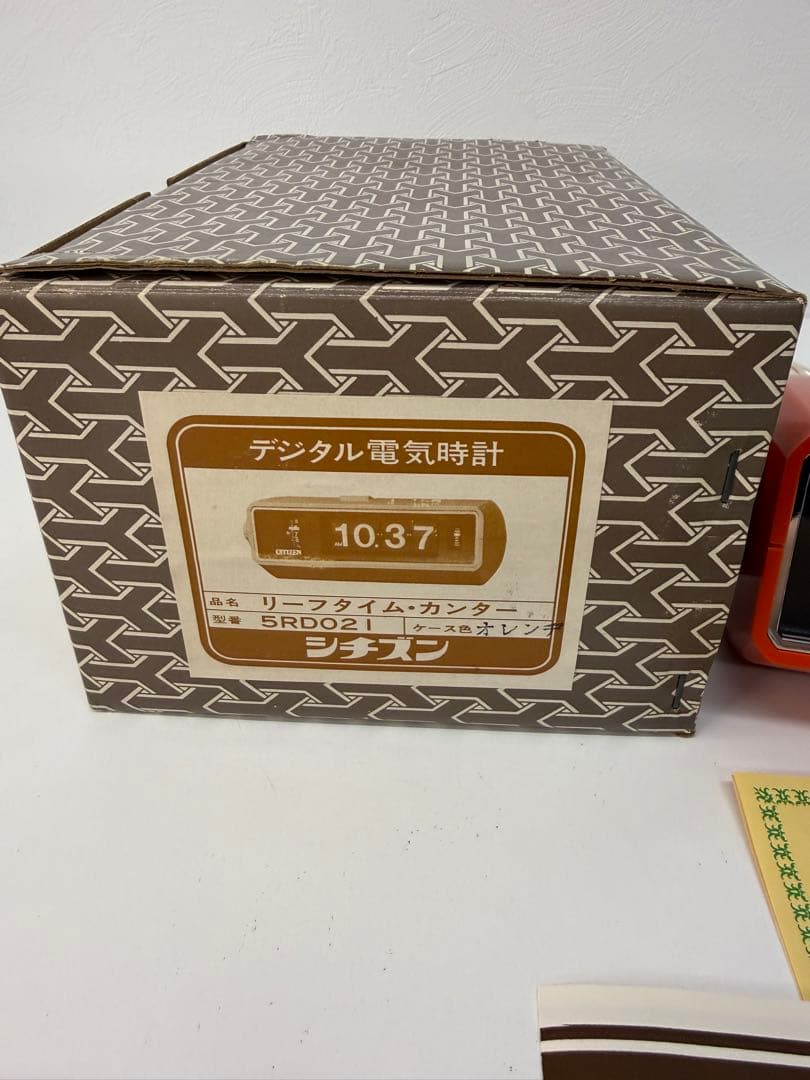 デジタル電気時計
AM 10.37
CITIZEN
品名 リーフタイム・カンター
型番 5RD021 ケース色 オレンヂ
シチズン